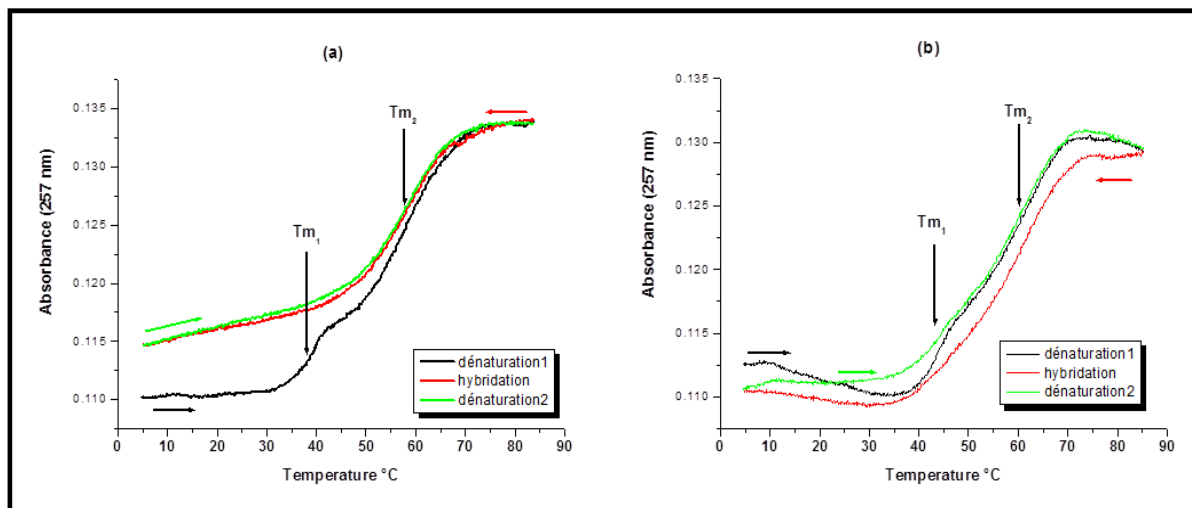 (a)
Absorbance (257 nm)
0.135
0.130
0.125
0.120
0.115
0.110
Tm₁
Tm₂
dénaturation1
hybridation
dénaturation2
0 10 20 30 40 50 60 70 80 90
Temperature °C
(b)
Absorbance (257 nm)
0.135
0.130
0.125
0.120
0.115
0.110
Tm₁
Tm₂
dénaturation1
hybridation
dénaturation2
0 10 20 30 40 50 60 70 80 90
Temperature °C